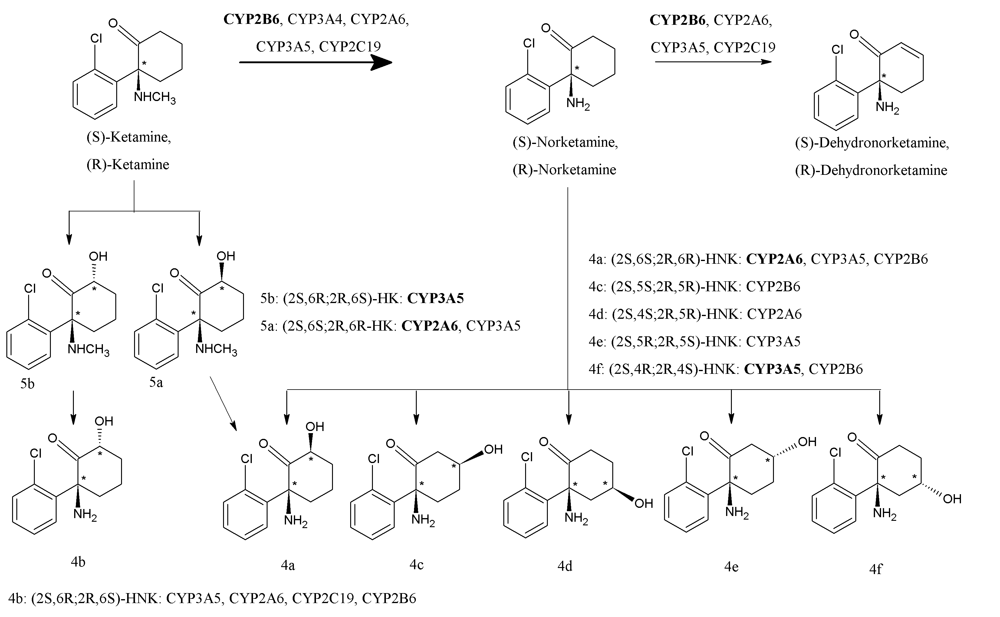 CYP2B6, CYP3A4, CYP2A6,
CYP3A5, CYP2C19
CYP2B6, CYP2A6,
CYP3A5, CYP2C19
O
Cl
*
NHCH3
(S)-Ketamine,
(R)-Ketamine
O
Cl
*
NH2
(S)-Norketamine,
(R)-Norketamine
O
Cl
*
NH2
(S)-Dehydronorketamine,
(R)-Dehydronorketamine
OH
O
*
Cl
*
NHCH3
5b
OH
O
*
Cl
*
NHCH3
5a
5b: (2S,6R;2R,6S)-HK: CYP3A5
5a: (2S,6S;2R,6R-HK: CYP2A6, CYP3A5
4a: (2S,6S;2R,6R)-HNK: CYP2A6, CYP3A5, CYP2B6
4c: (2S,5S;2R,5R)-HNK: CYP2B6
4d: (2S,4S;2R,5R)-HNK: CYP2A6
4e: (2S,5R;2R,5S)-HNK: CYP3A5
4f: (2S,4R;2R,4S)-HNK: CYP3A5, CYP2B6
OH
O
*
Cl
*
NH2
4b
OH
O
*
Cl
*
NH2
4a
O
OH
*
Cl
*
NH2
4c
O
Cl
*
*
OH
NH2
4d
O
OH
*
Cl
*
NH2
4e
O
Cl
*
*
OH
NH2
4f
4b: (2S,6R;2R,6S)-HNK: CYP3A5, CYP2A6, CYP2C19, CYP2B6